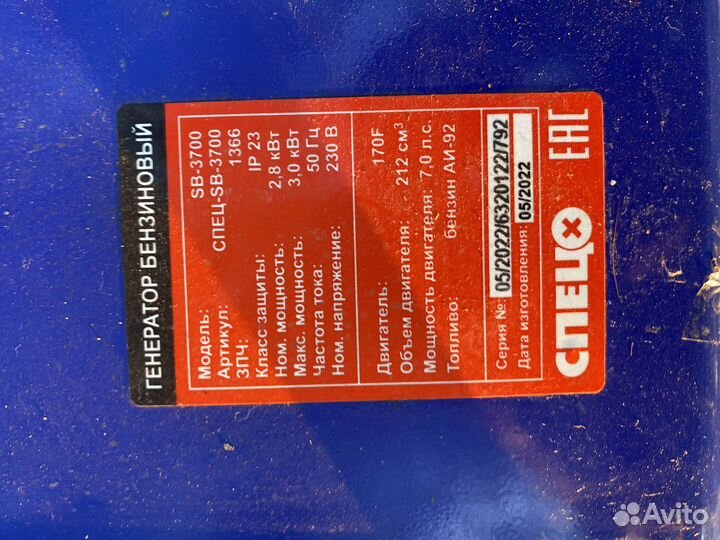 ГЕНЕРАТОР БЕНЗИНОВЫЙ
Модель: SB-3700
Артикул: СПЕЦ-SB-3700
ЗПЧ: 1366
Класс защиты: IP 23
Ном. мощность: 2,8 кВт
Макс. мощность: 3,0 кВт
Частота тока: 50 Гц
Ном. напряжение: 230 В
Двигатель: 170F
Объем двигателя: 212 см³
Мощность двигателя: 7,0 л.с.
Топливо: бензин АИ-92
Серия №: 05/2022/6320122/792
Дата изготовления: 05/2022
СПЕЦ
EAC
Avito